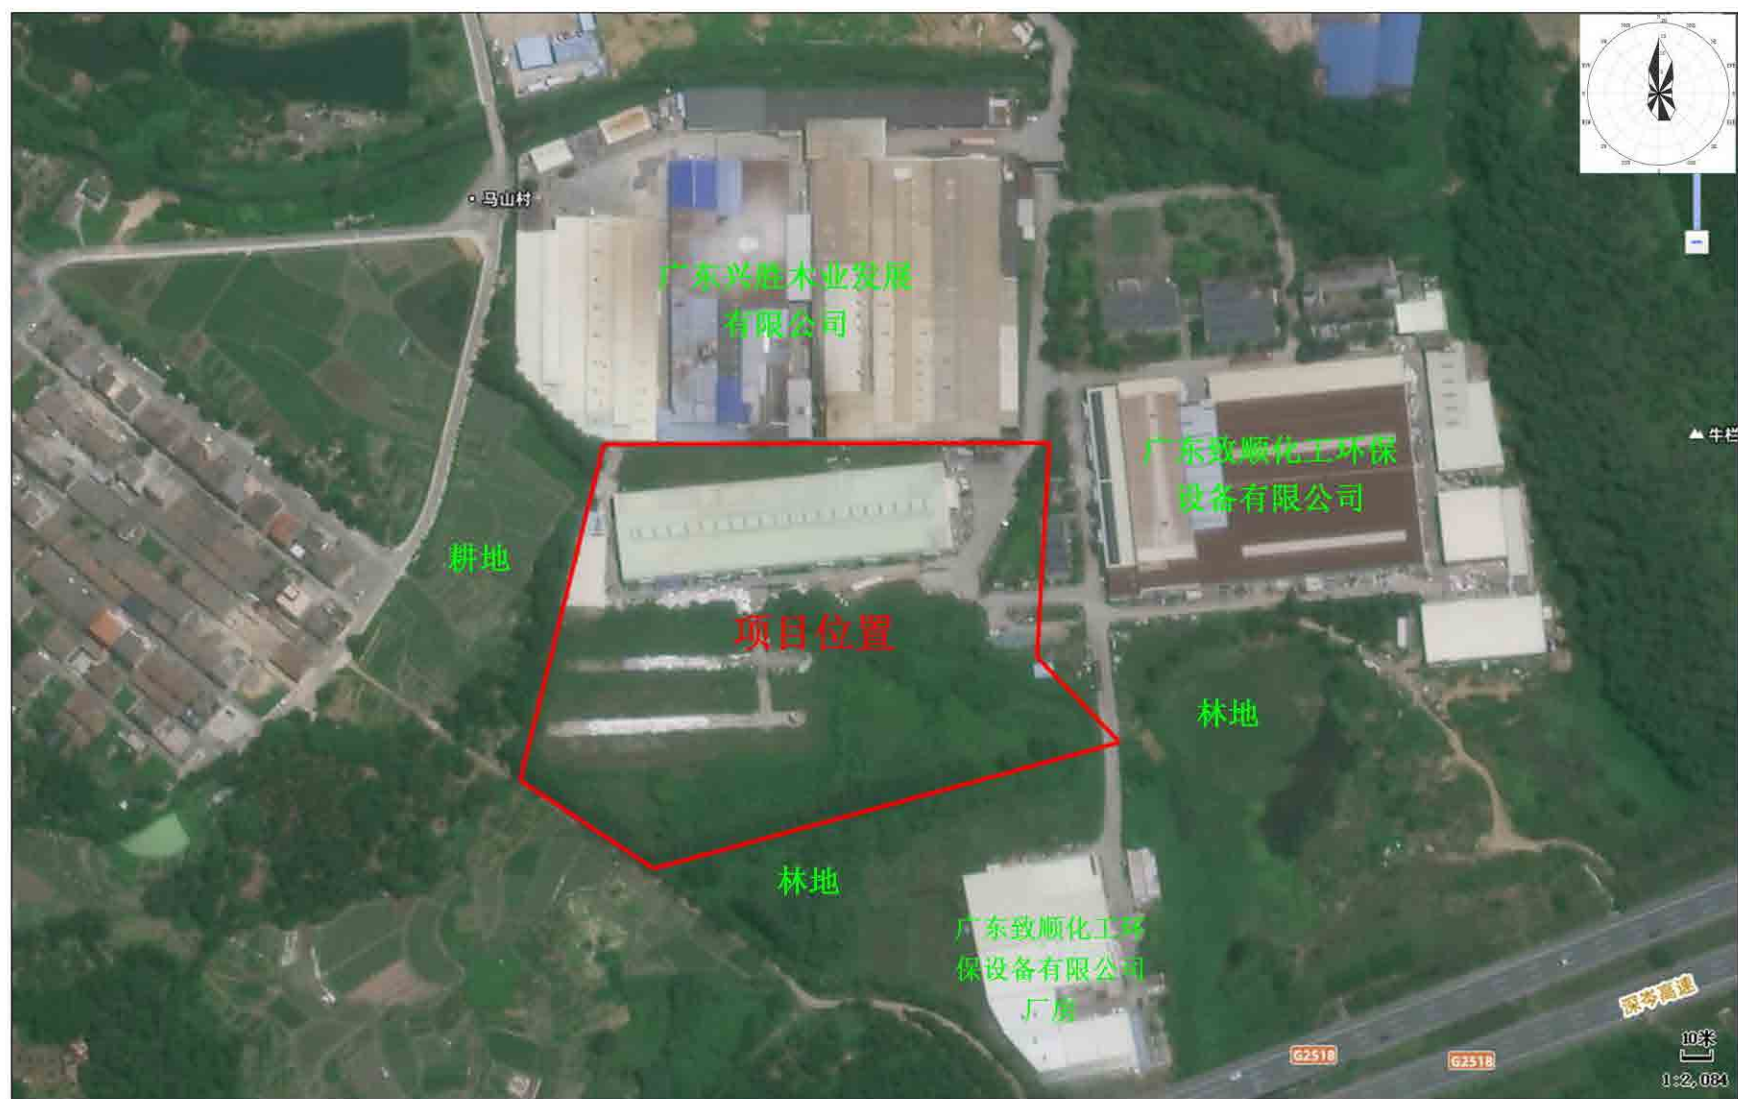 马山村
广东兴胜木业发展
有限公司
牛栏
广东致顺化工环保
设备有限公司
耕地
项目位置
林地
林地
广东致顺化工环
保设备有限公司
厂房
深岑高速
G2518
G2518
10米
1:2,084